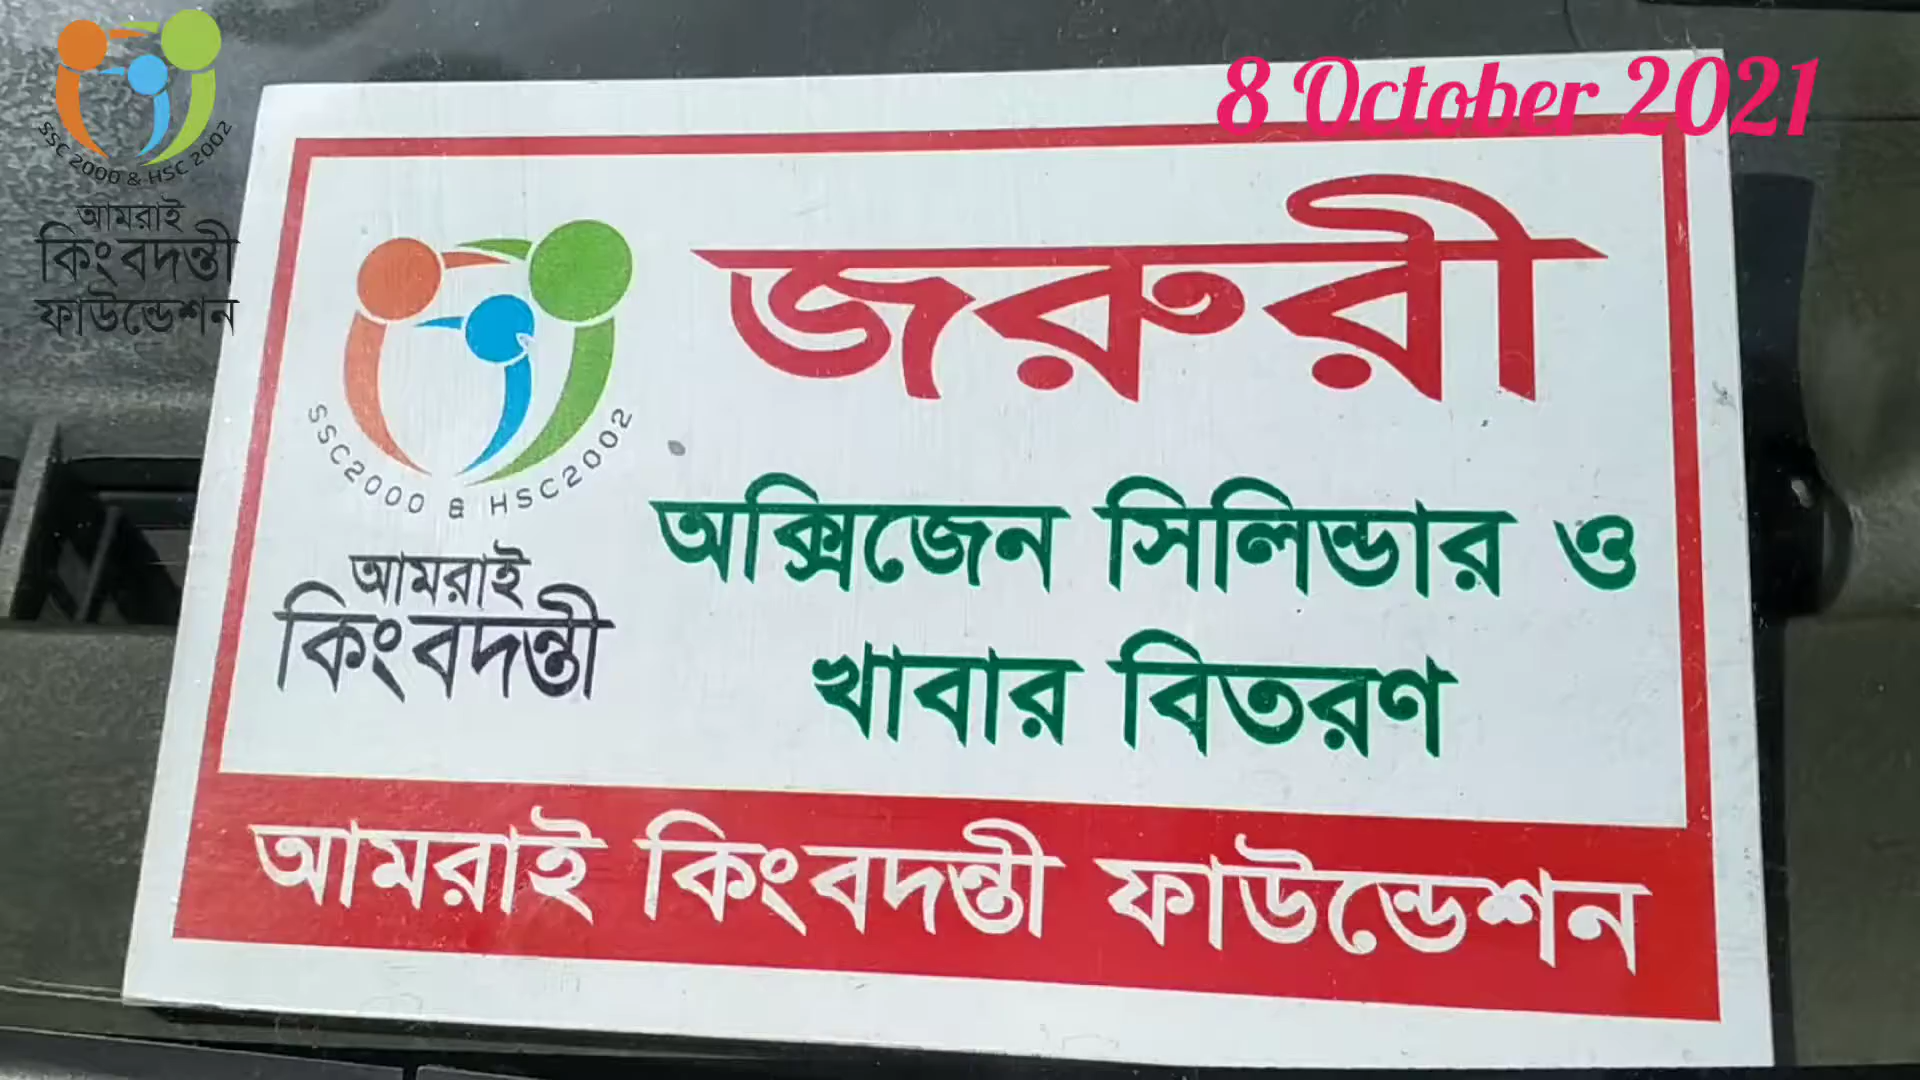 SSC 2000 & HSC 2002
আমরাই
কিংবদন্তী
ফাউন্ডেশন
8 October 2021
SSC2000 & HSC2002
আমরাই
কিংবদন্তী
জরুরী
অক্সিজেন সিলিন্ডার ও
খাবার বিতরণ
আমরাই কিংবদন্তী ফাউন্ডেশন